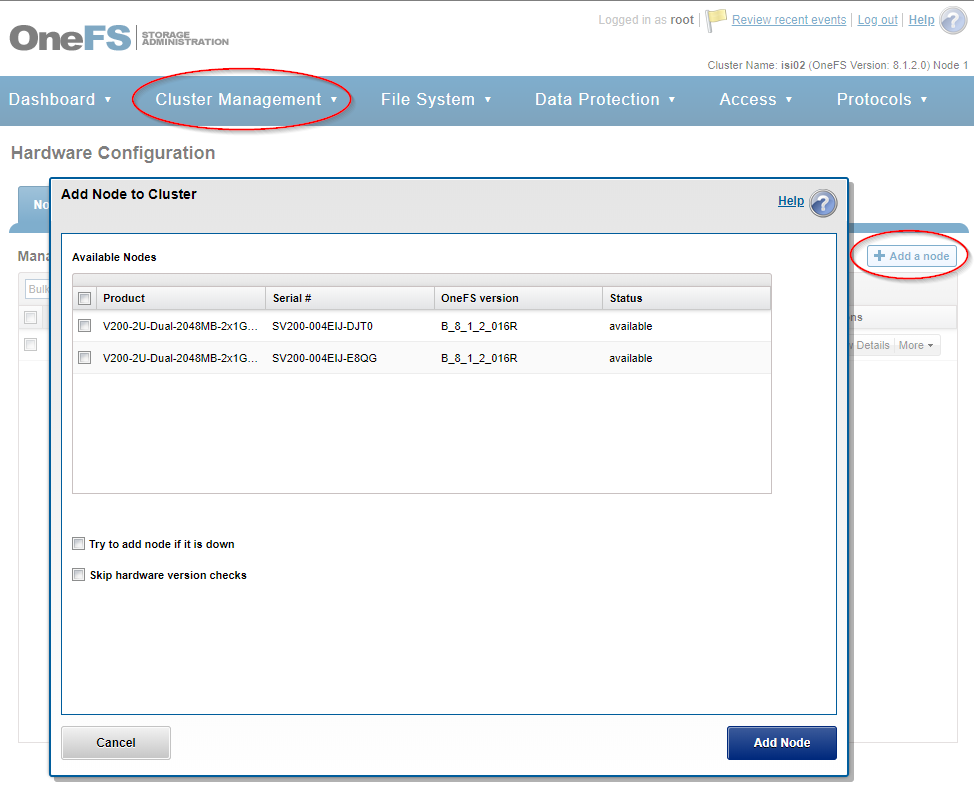 Logged in as root | Review recent events | Log out | Help
OneFS STORAGE ADMINISTRATION
Cluster Name: isi02 (OneFS Version: 8.1.2.0) Node 1
Dashboard Cluster Management File System Data Protection Access Protocols
Hardware Configuration
Add Node to Cluster
Help
No
Mana
+ Add a node
Available Nodes
Bulk
Product Serial # OneFS version Status
ns
V200-2U-Dual-2048MB-2x1G... SV200-004EIJ-DJT0 B_8_1_2_016R available
Details More
V200-2U-Dual-2048MB-2x1G... SV200-004EIJ-E8QG B_8_1_2_016R available
Try to add node if it is down
Skip hardware version checks
Cancel Add Node